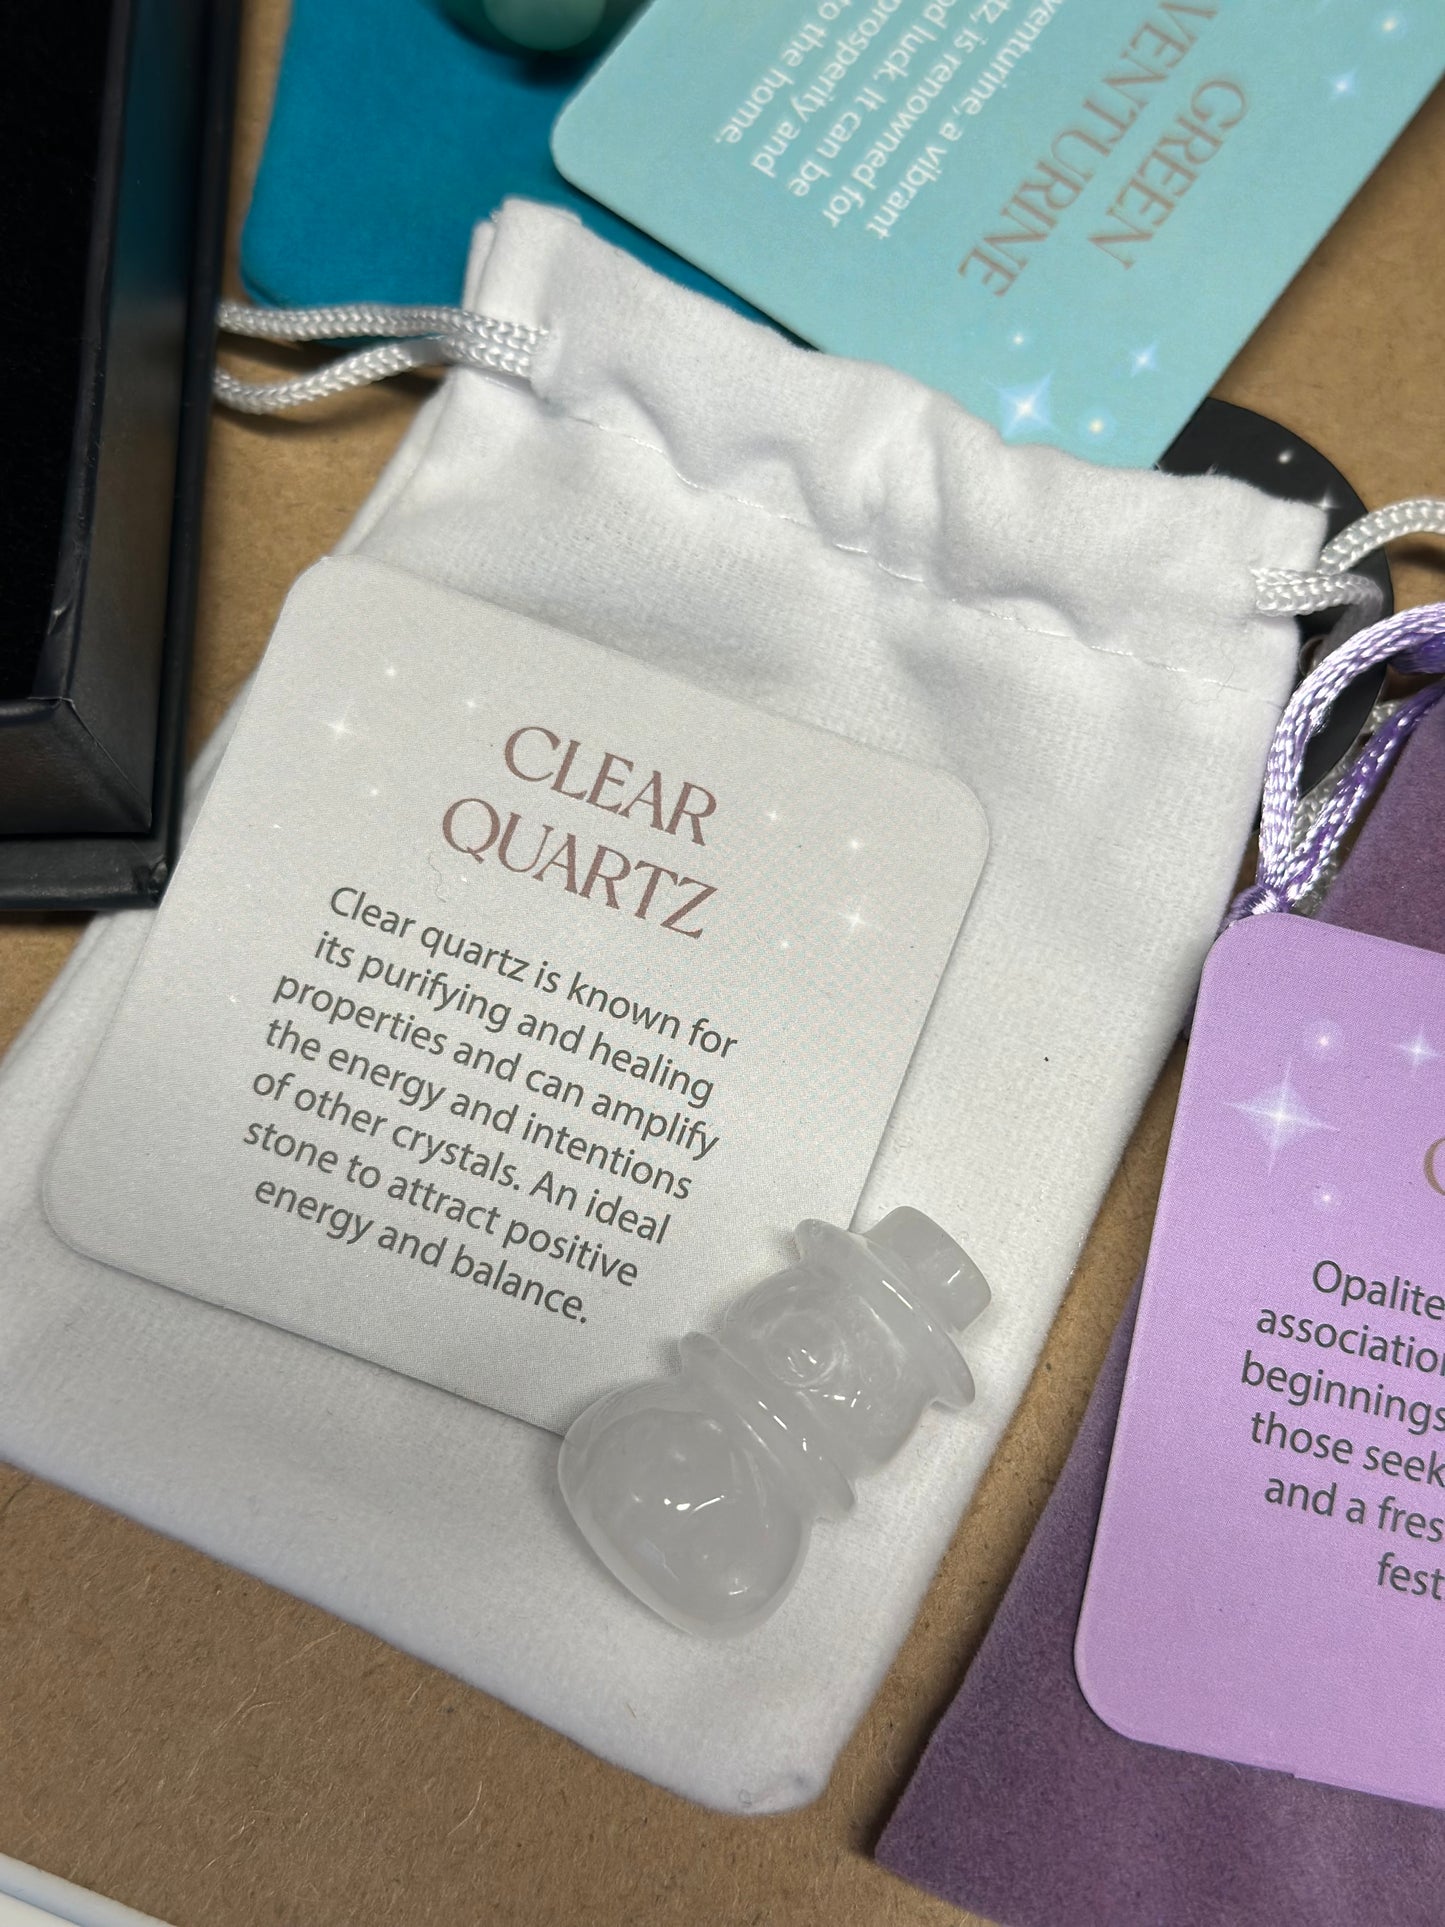 GREEN
VENTURINE
venturine, a vibrant
tz, is renowned for
od luck. It can be
prosperity and
to the home,
CLEAR
QUARTZ
Clear quartz is known for
its purifying and healing
properties and can amplify
the energy and intentions
of other crystals. An ideal
stone to attract positive
energy and balance.
Opalite
association
beginnings
those seek
and a fres
fest